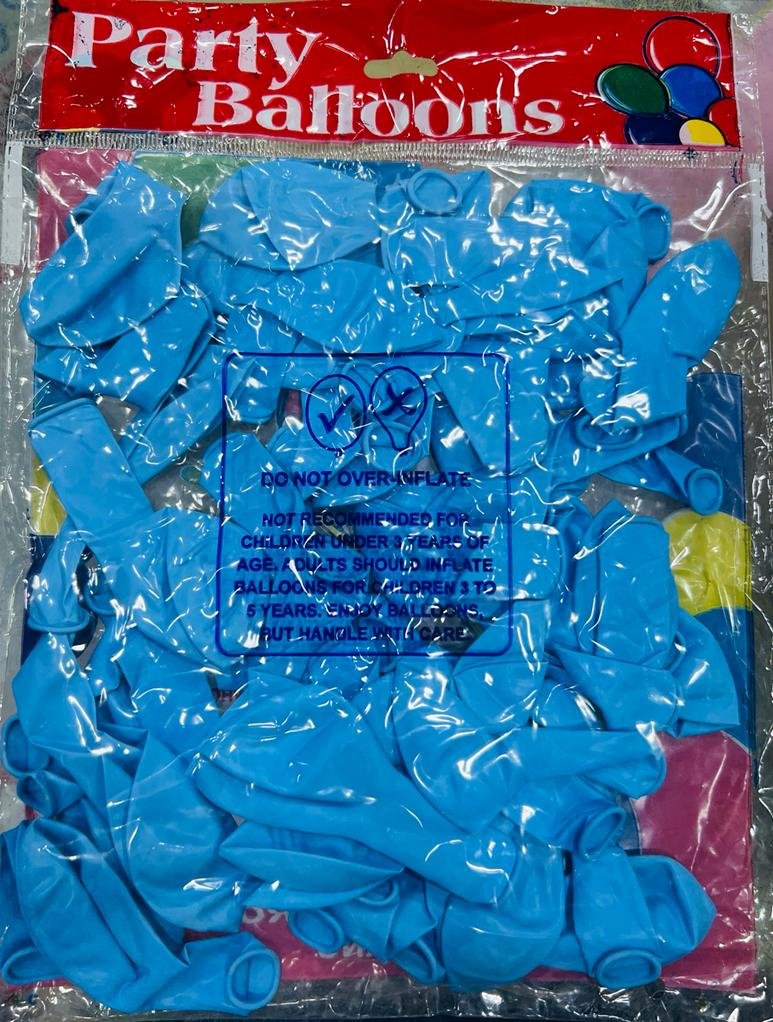 Party
Balloons
DO NOT OVER-INFLATE
NOT RECOMMENDED FOR
CHILDREN UNDER 3 YEARS OF
AGE. ADULTS SHOULD INFLATE
BALLOONS FOR CHILDREN 3 TO
5 YEARS. ENJOY BALLOONS,
BUT HANDLE WITH CARE